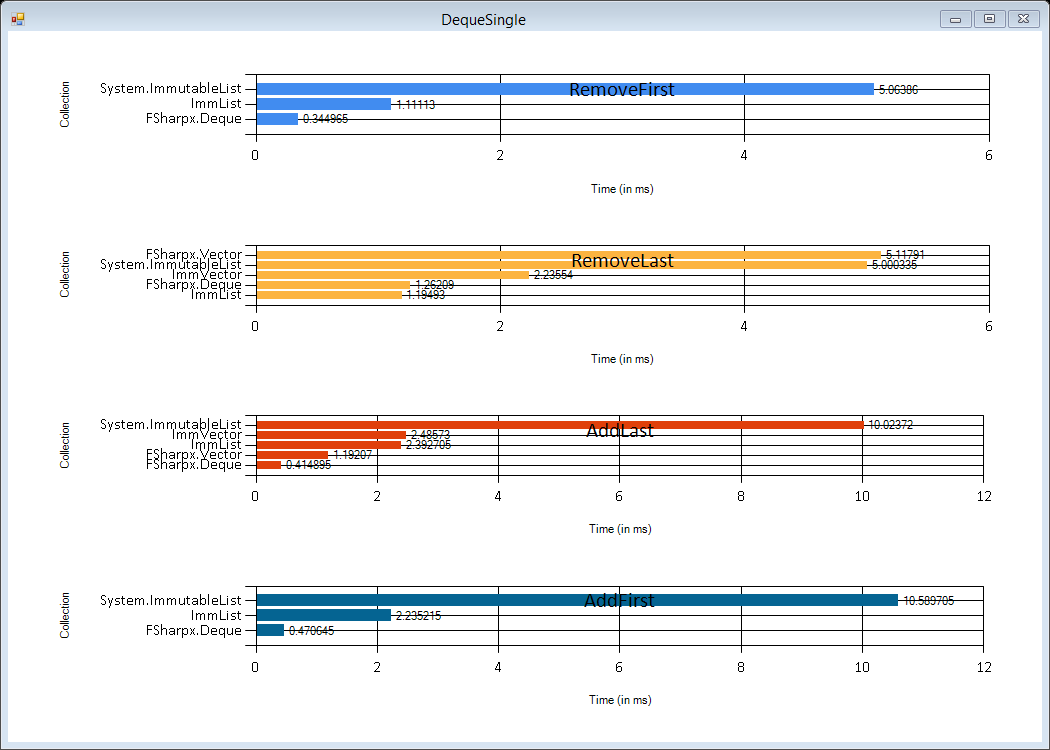 DequeSingle
RemoveFirst
Collection
System.ImmutableList 5.06386
ImmList 1.11113
FSharpx.Deque 0.344965
0 2 4 6
Time (in ms)
RemoveLast
Collection
FSharpx.Vector 5.11791
System.ImmutableList 5.000335
ImmVector 2.23554
FSharpx.Deque 1.26209
ImmList 1.19493
0 2 4 6
Time (in ms)
AddLast
Collection
System.ImmutableList 10.02372
ImmVector 2.48573
ImmList 2.392705
FSharpx.Vector 1.19207
FSharpx.Deque 0.414895
0 2 4 6 8 10 12
Time (in ms)
AddFirst
Collection
System.ImmutableList 10.589705
ImmList 2.235215
FSharpx.Deque 0.470645
0 2 4 6 8 10 12
Time (in ms)